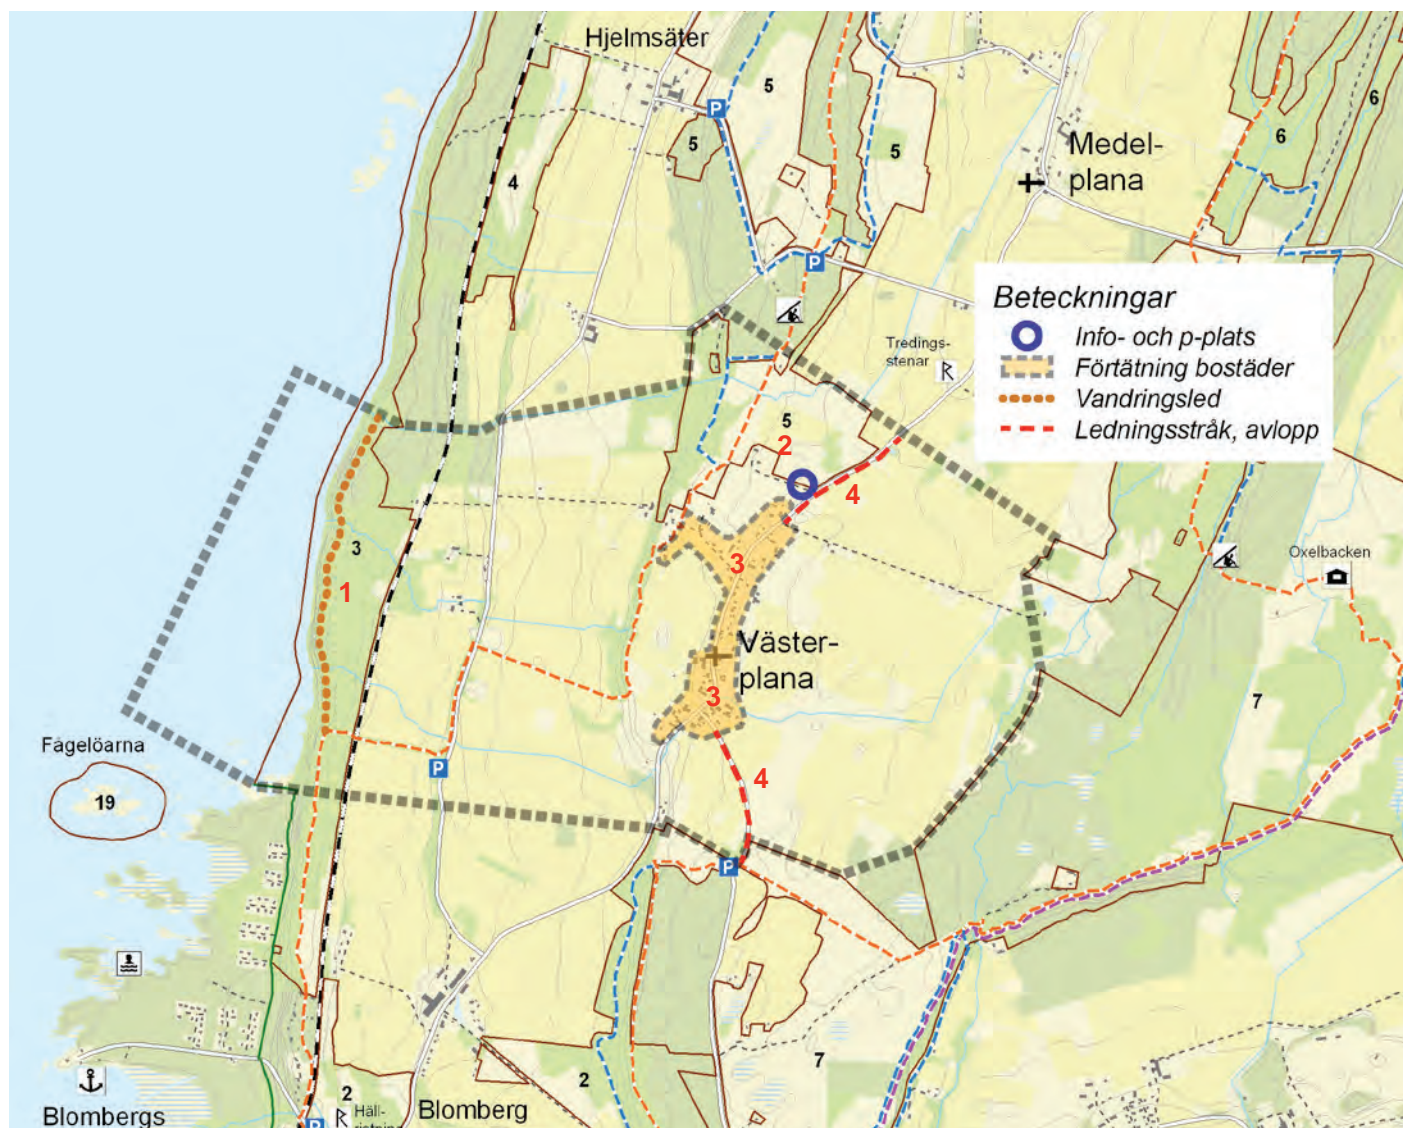 Hjelmsäter
5
P
6
6
5
5
Medel-
plana
4
P
Beteckningar
Info- och p-plats
Förtätning bostäder
Vandringsled
Ledningsstråk, avlopp
Tredings-
stenar
R
5
2
4
3
3
1
Oxelbacken
Väster-
plana
3
7
Fågelöarna
19
P
4
P
7
2
2
Blomberg
Häll-
ristning
R
P
Blombergs